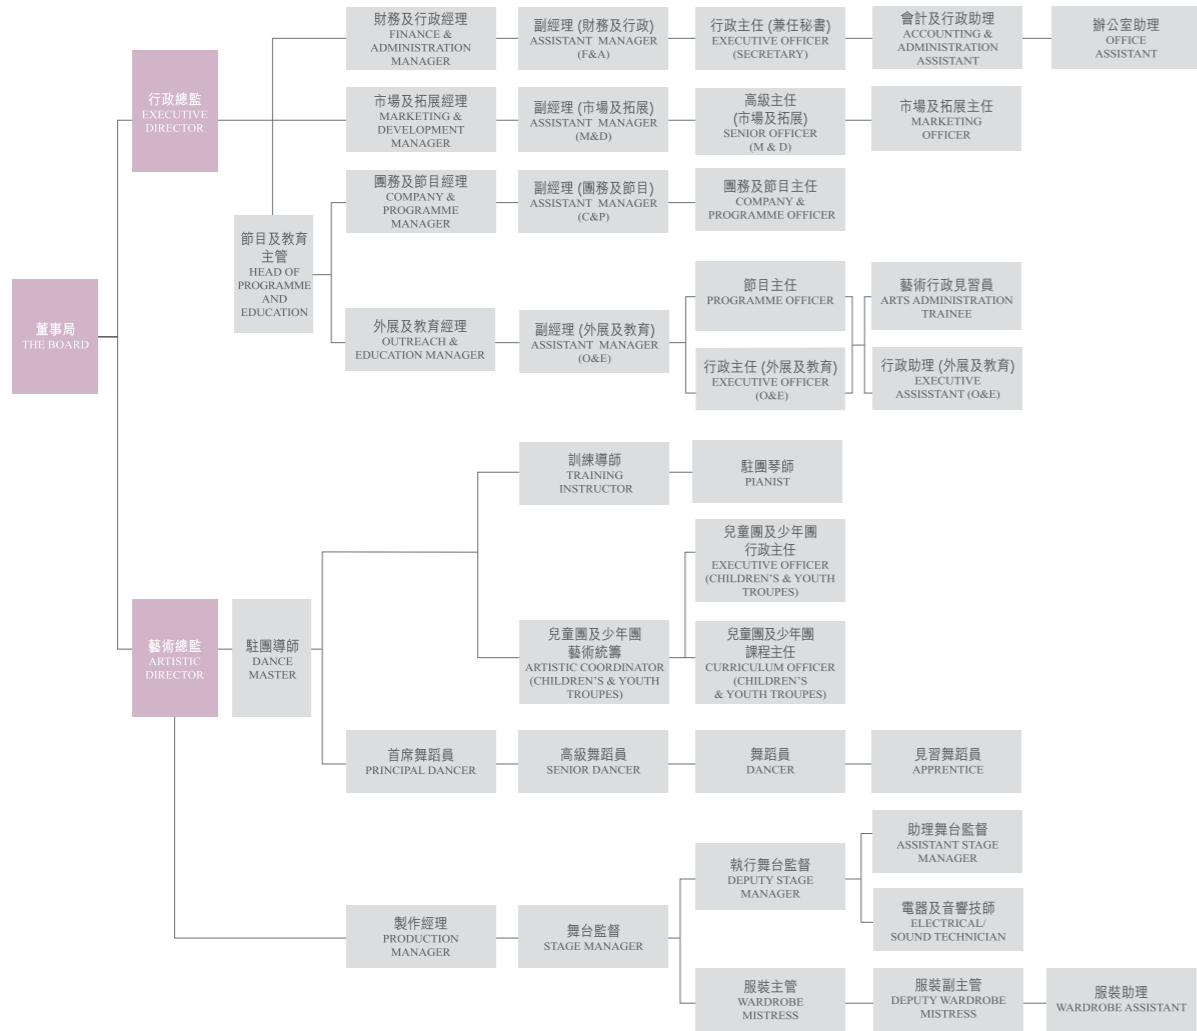 財務及行政經理
FINANCE &
ADMINISTRATION
MANAGER
副經理 (財務及行政)
ASSISTANT MANAGER
(F&A)
行政主任 (兼任秘書)
EXECUTIVE OFFICER
(SECRETARY)
會計及行政助理
ACCOUNTING &
ADMINISTRATION
ASSISTANT
辦公室助理
OFFICE
ASSISTANT
行政總監
EXECUTIVE
DIRECTOR
市場及拓展經理
MARKETING &
DEVELOPMENT
MANAGER
副經理 (市場及拓展)
ASSISTANT MANAGER
(M&D)
高級主任
(市場及拓展)
SENIOR OFFICER
(M & D)
市場及拓展主任
MARKETING
OFFICER
團務及節目經理
COMPANY &
PROGRAMME
MANAGER
副經理 (團務及節目)
ASSISTANT MANAGER
(C&P)
團務及節目主任
COMPANY &
PROGRAMME OFFICER
節目及教育
主管
HEAD OF
PROGRAMME
AND
EDUCATION
董事局
THE BOARD
外展及教育經理
OUTREACH &
EDUCATION MANAGER
副經理 (外展及教育)
ASSISTANT MANAGER
(O&E)
節目主任
PROGRAMME OFFICER
藝術行政見習員
ARTS ADMINISTRATION
TRAINEE
行政主任 (外展及教育)
EXECUTIVE OFFICER
(O&E)
行政助理 (外展及教育)
EXECUTIVE
ASSISSTANT (O&E)
訓練導師
TRAINING
INSTRUCTOR
駐團琴師
PIANIST
兒童團及少年團
行政主任
EXECUTIVE OFFICER
(CHILDREN'S & YOUTH
TROUPES)
藝術總監
ARTISTIC
DIRECTOR
駐團導師
DANCE
MASTER
兒童團及少年團
藝術統籌
ARTISTIC COORDINATOR
(CHILDREN'S & YOUTH
TROUPES)
兒童團及少年團
課程主任
CURRICULUM OFFICER
(CHILDREN'S
& YOUTH TROUPES)
首席舞蹈員
PRINCIPAL DANCER
高級舞蹈員
SENIOR DANCER
舞蹈員
DANCER
見習舞蹈員
APPRENTICE
製作經理
PRODUCTION
MANAGER
舞台監督
STAGE MANAGER
執行舞台監督
DEPUTY STAGE
MANAGER
助理舞台監督
ASSISTANT STAGE
MANAGER
電器及音響技師
ELECTRICAL/
SOUND TECHNICIAN
服裝主管
WARDROBE
MISTRESS
服裝副主管
DEPUTY WARDROBE
MISTRESS
服裝助理
WARDROBE ASSISTANT